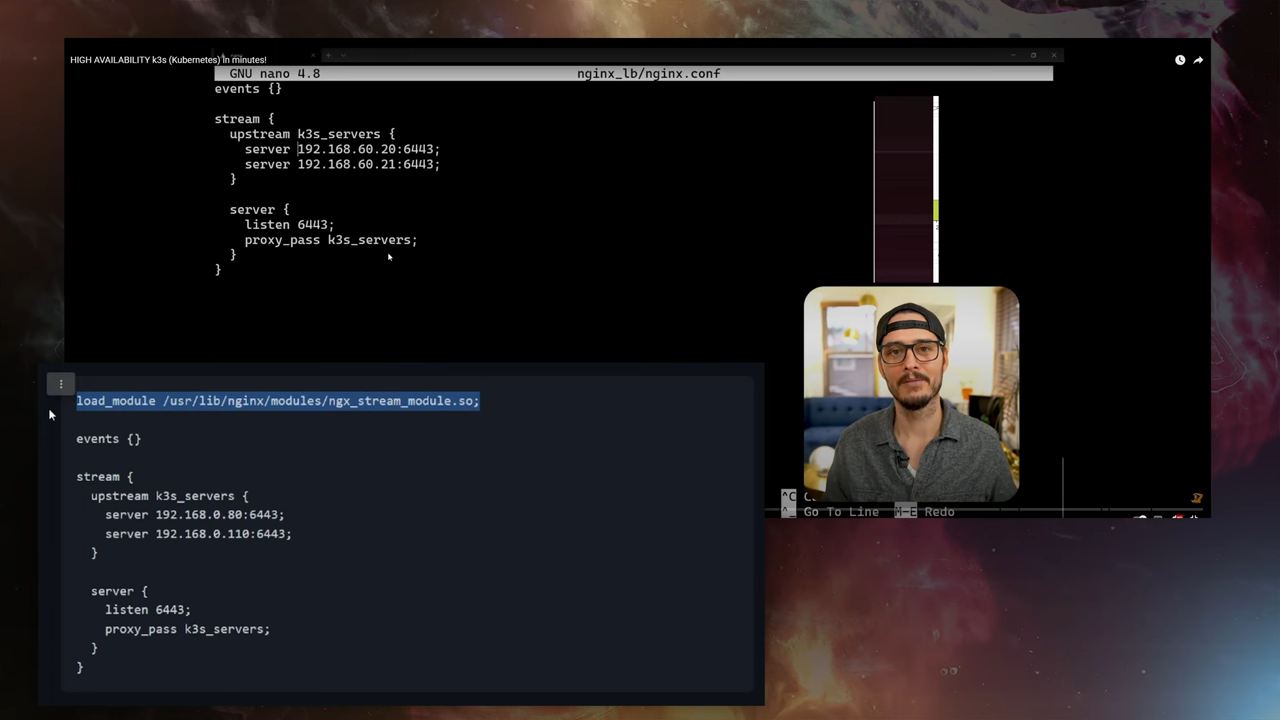 HIGH AVAILABILITY k3s (Kubernetes) in minutes!
GNU nano 4.8 nginx_lb/nginx.conf
events {}
stream {
upstream k3s_servers {
server 192.168.60.20:6443;
server 192.168.60.21:6443;
}
server {
listen 6443;
proxy_pass k3s_servers;
}
}
^C
^_ Go To Line M-E Redo
load_module /usr/lib/nginx/modules/ngx_stream_module.so;
events {}
stream {
upstream k3s_servers {
server 192.168.0.80:6443;
server 192.168.0.110:6443;
}
server {
listen 6443;
proxy_pass k3s_servers;
}
}